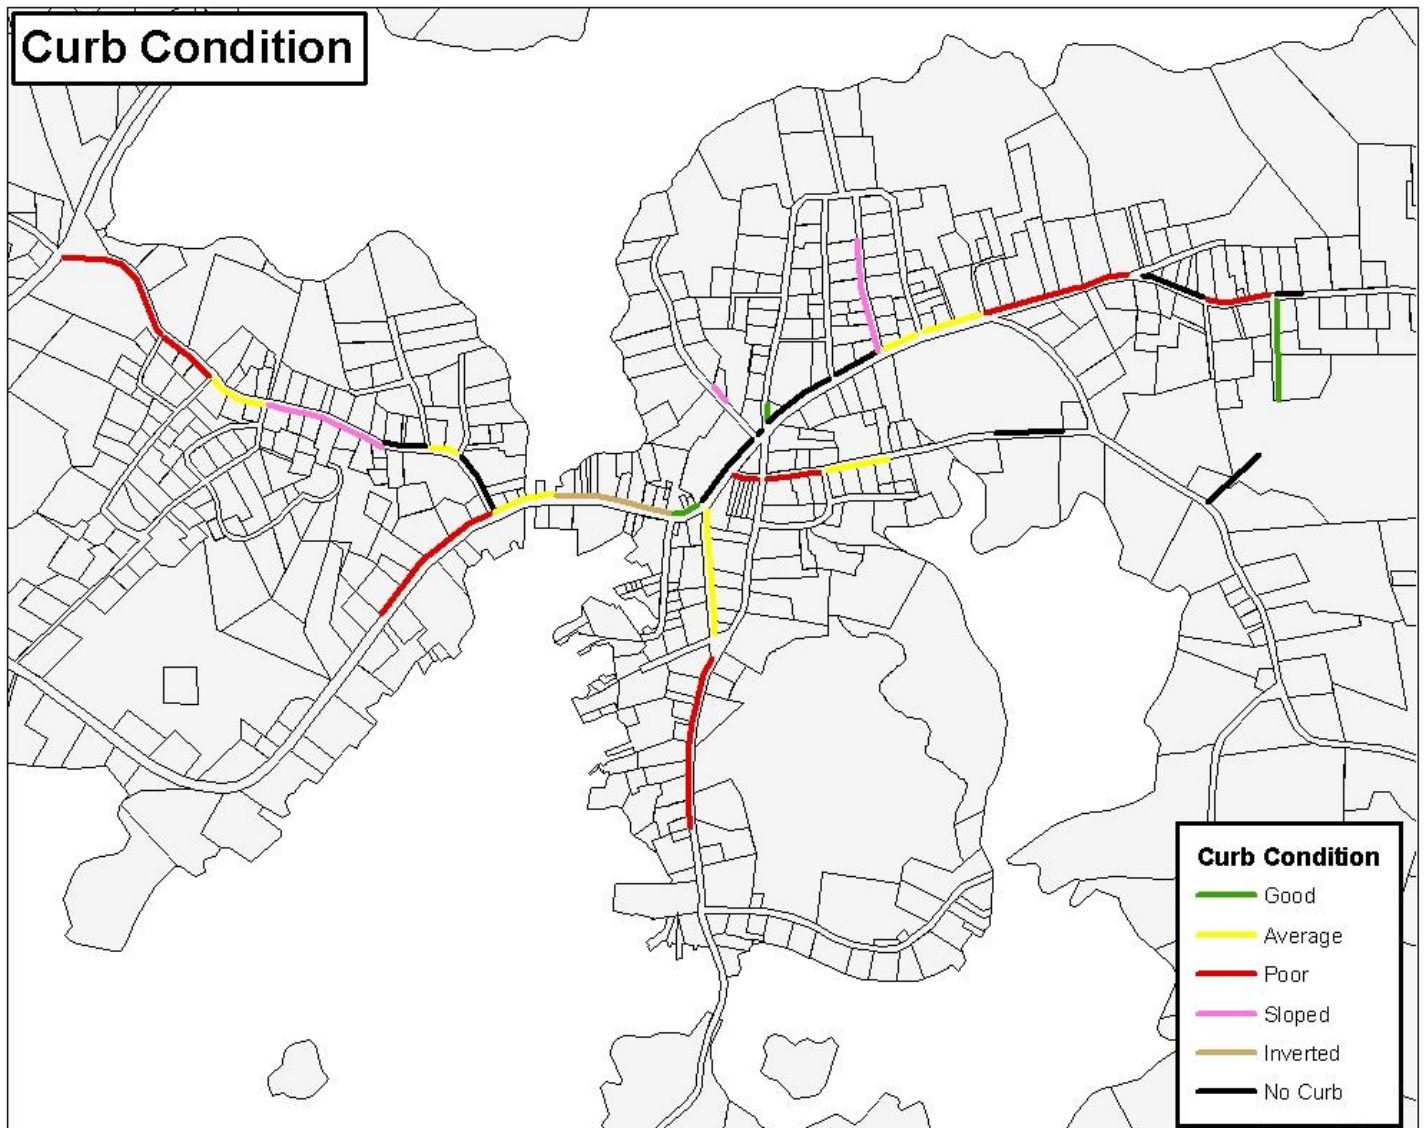 Curb Condition
Curb Condition
Good
Average
Poor
Sloped
Inverted
No Curb